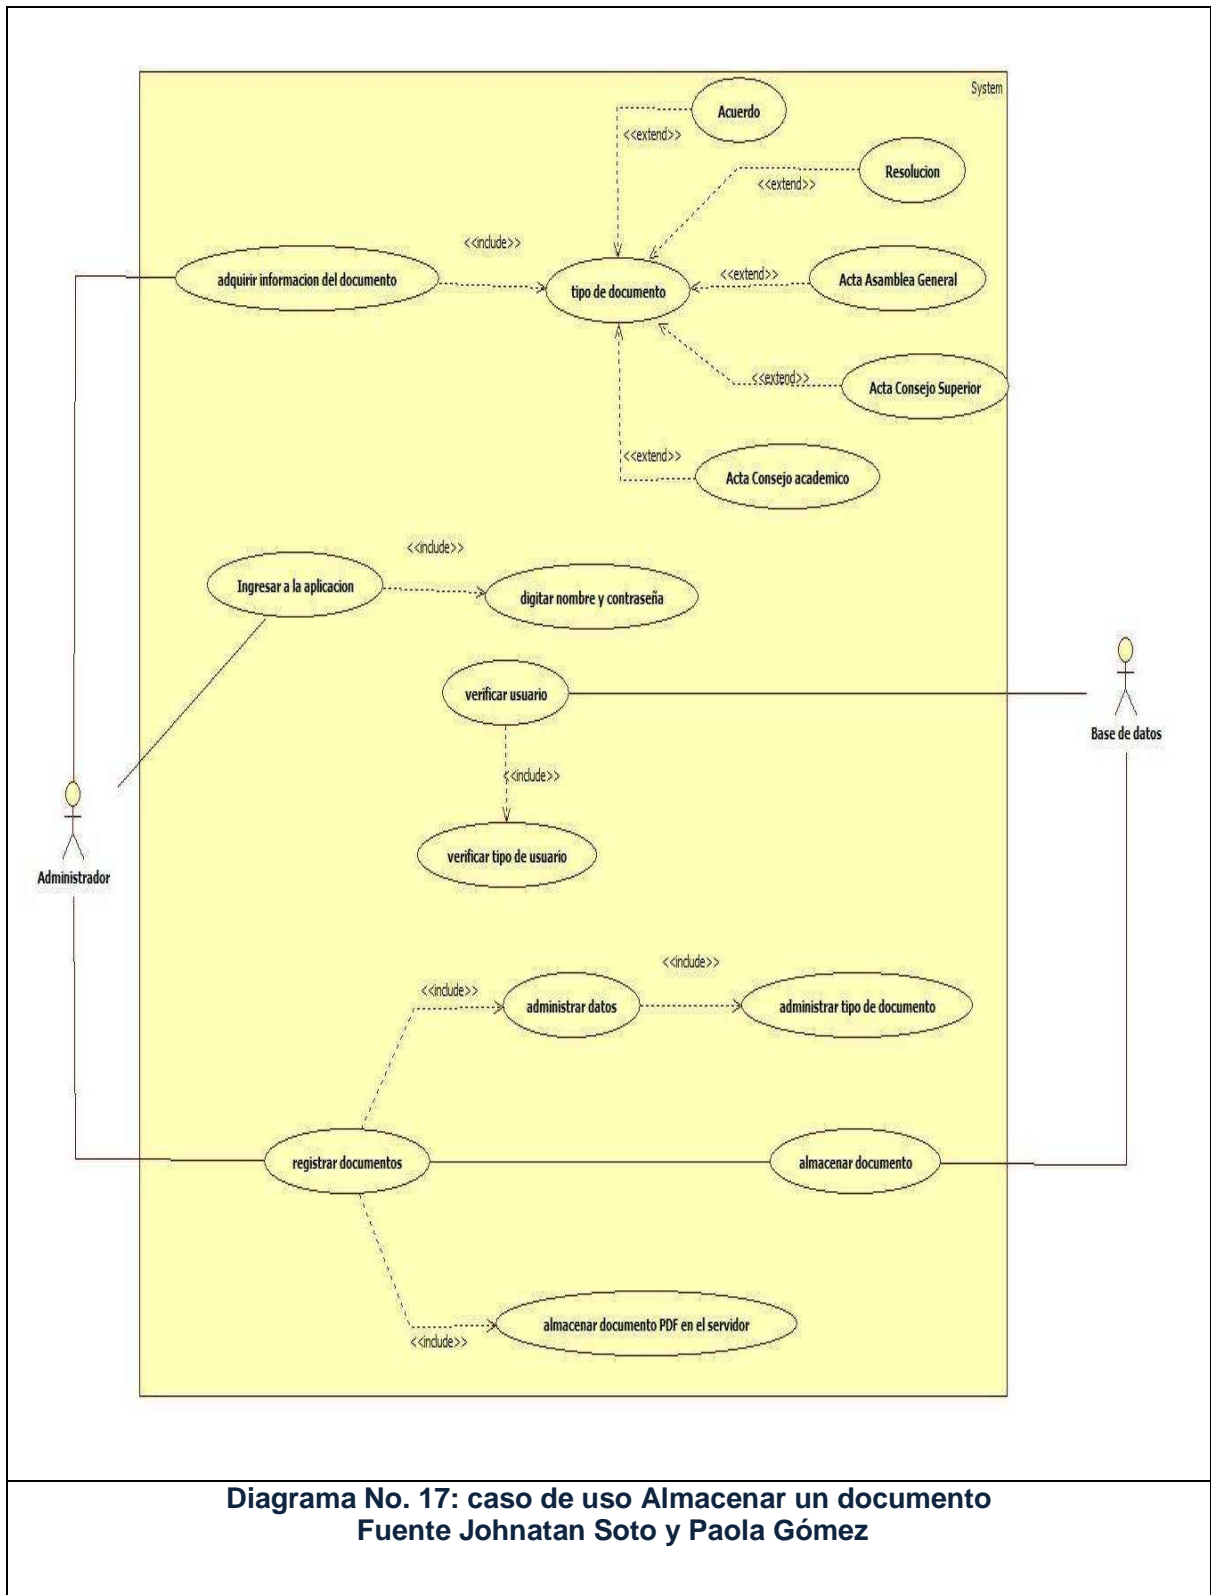 System
Acuerdo
<<extend>>
Resolucion
<<extend>>
<<include>>
adquirir informacion del documento
tipo de documento
<<extend>>
Acta Asamblea General
<<extend>>
Acta Consejo Superior
<<extend>>
Acta Consejo academico
<<include>>
Ingresar a la aplicacion
digitar nombre y contraseña
verificar usuario
Base de datos
<<include>>
verificar tipo de usuario
Administrador
<<include>>
<<include>>
administrar datos
administrar tipo de documento
registrar documentos
almacenar documento
almacenar documento PDF en el servidor
<<include>>
Diagrama No. 17: caso de uso Almacenar un documento
Fuente Johnatan Soto y Paola Gómez